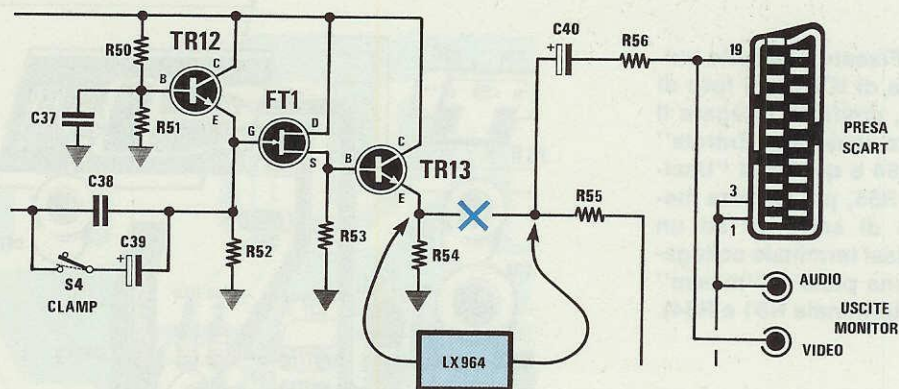 R50
TR12
C
B
E
C37
R51
FT1
G
D
S
C38
C39
S4
CLAMP
R52
R53
B
C
E
TR13
R54
LX964
C40
+
R56
R55
19
3
1
PRESA
SCART
AUDIO
USCITE
MONITOR
VIDEO